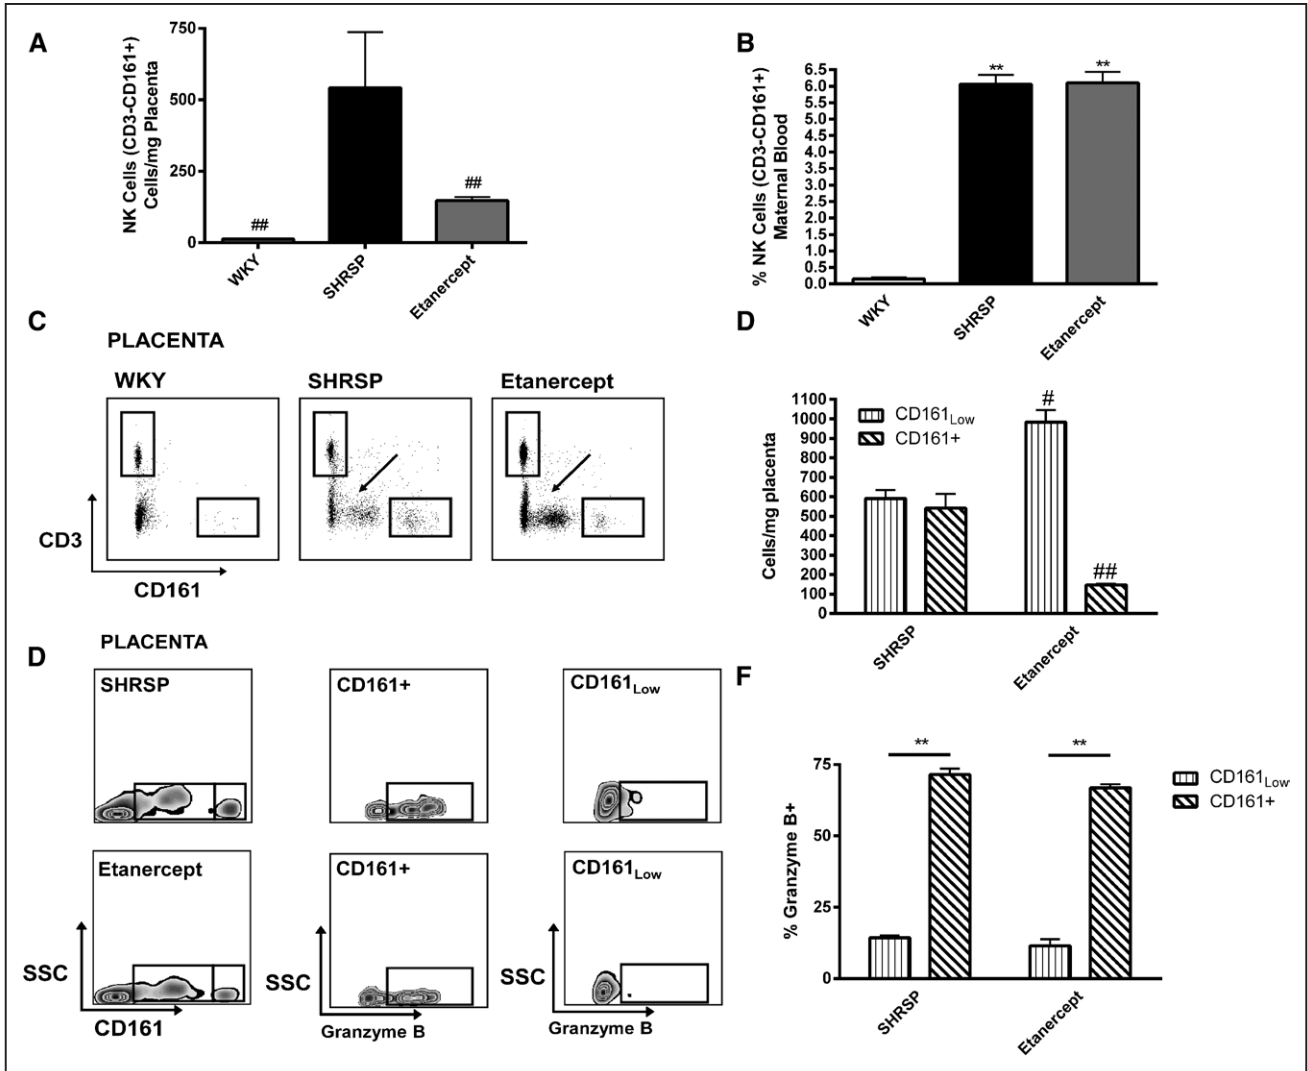 A
NK Cells (CD3-CD161+)
Cells/mg Placenta
750
500
250
0
##
##
WKY
SHRSP
Etanercept
B
% NK Cells (CD3-CD161+)
Maternal Blood
6.5
6.0
5.5
5.0
4.5
4.0
3.5
3.0
2.5
2.0
1.5
1.0
0.5
0.0
**
**
WKY
SHRSP
Etanercept
C
PLACENTA
WKY
SHRSP
Etanercept
CD3
CD161
D
Cells/mg placenta
1100
1000
900
800
700
600
500
400
300
200
100
0
CD161Low
CD161+
#
##
SHRSP
Etanercept
D
PLACENTA
SHRSP
CD161+
CD161Low
Etanercept
CD161+
CD161Low
SSC
CD161
SSC
Granzyme B
SSC
Granzyme B
F
% Granzyme B+
75
50
25
0
**
**
CD161Low
CD161+
SHRSP
Etanercept